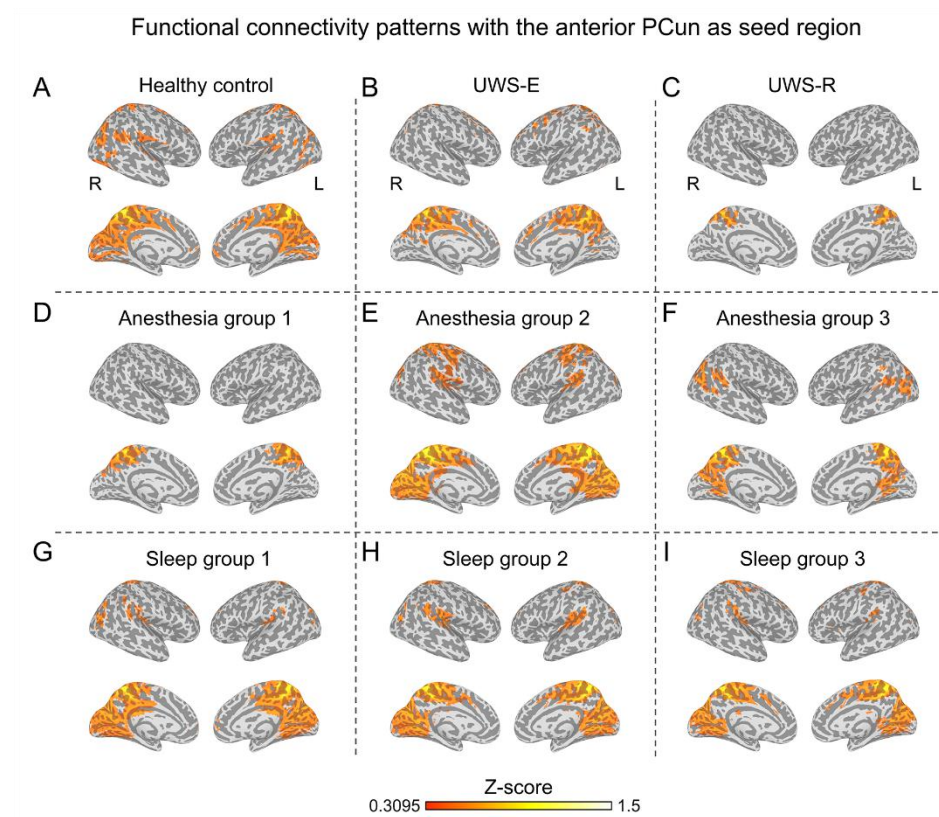 Functional connectivity patterns with the anterior PCun as seed region
A Healthy control
B UWS-E
C UWS-R
R L
R L
R L
D Anesthesia group 1
E Anesthesia group 2
F Anesthesia group 3
G Sleep group 1
H Sleep group 2
I Sleep group 3
Z-score
0.3095 1.5